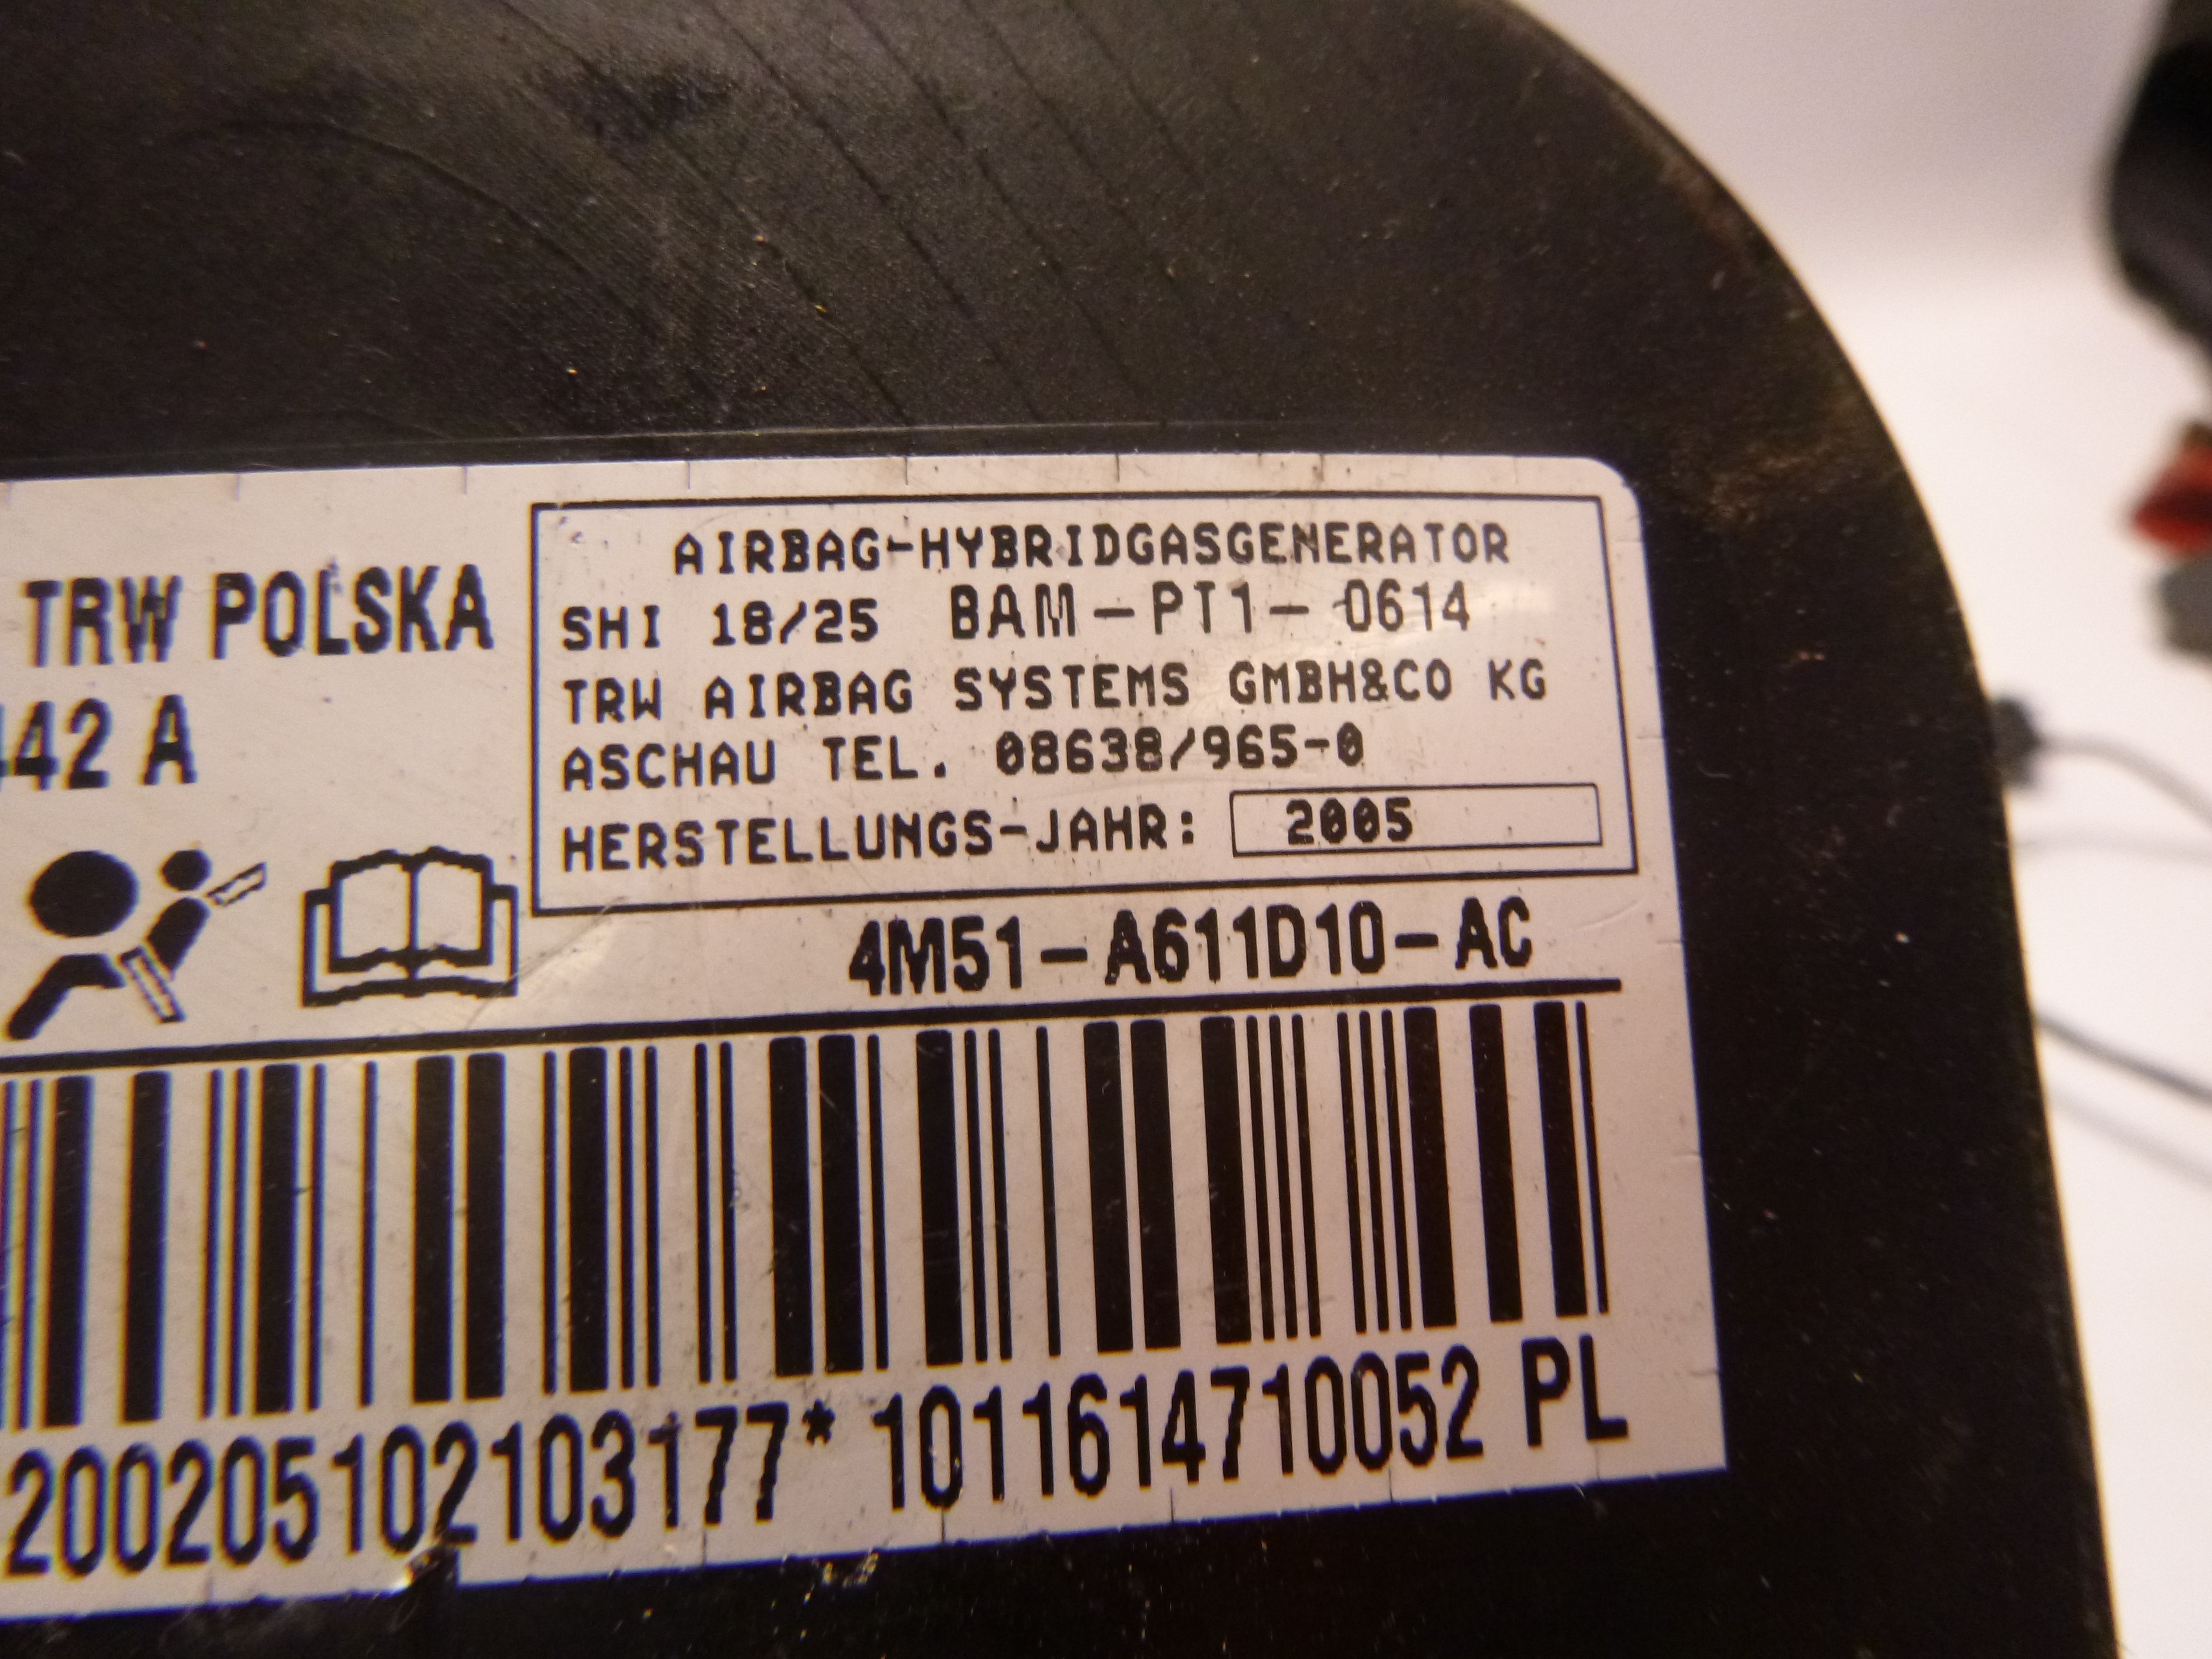 TRW POLSKA
42 A
AIRBAG-HYBRIDGASGENERATOR
SHI 18/25 BAM-PT1-0614
TRW AIRBAG SYSTEMS GMBH&CO KG
ASCHAU TEL. 08638/965-0
HERSTELLUNGS-JAHR: 2005
4M51-A611D10-AC
200205102103177* 1011614710052 PL